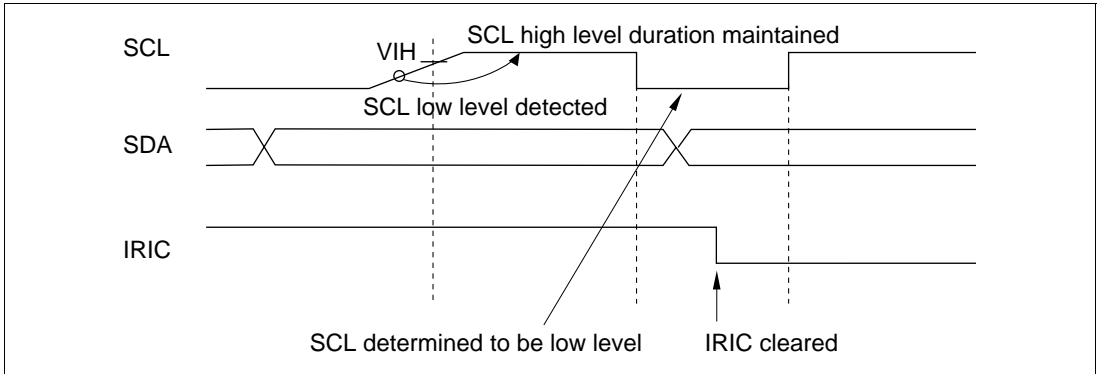 SCL
VIH
SCL high level duration maintained
SCL low level detected
SDA
IRIC
SCL determined to be low level
IRIC cleared